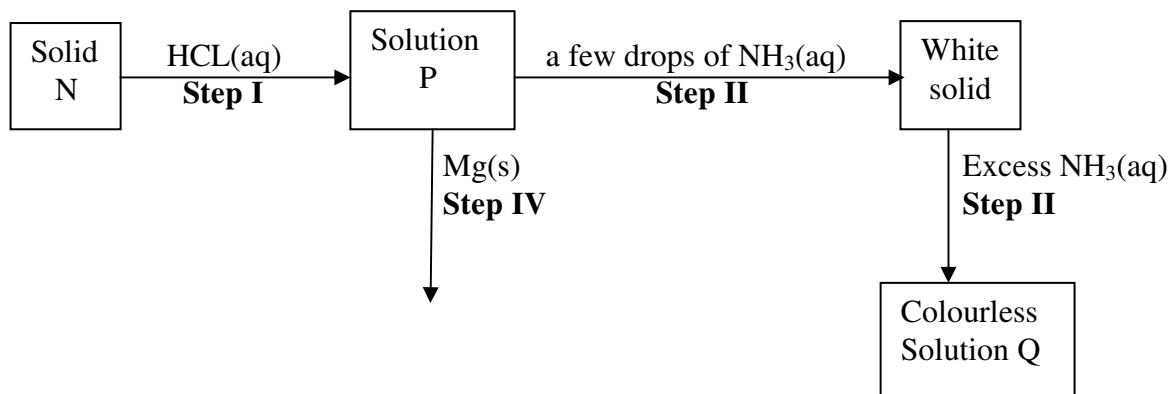 Solid
N
HCL(aq)
Step I
Solution
P
a few drops of NH₃(aq)
Step II
White
solid
Mg(s)
Step IV
Excess NH₃(aq)
Step II
Colourless
Solution Q